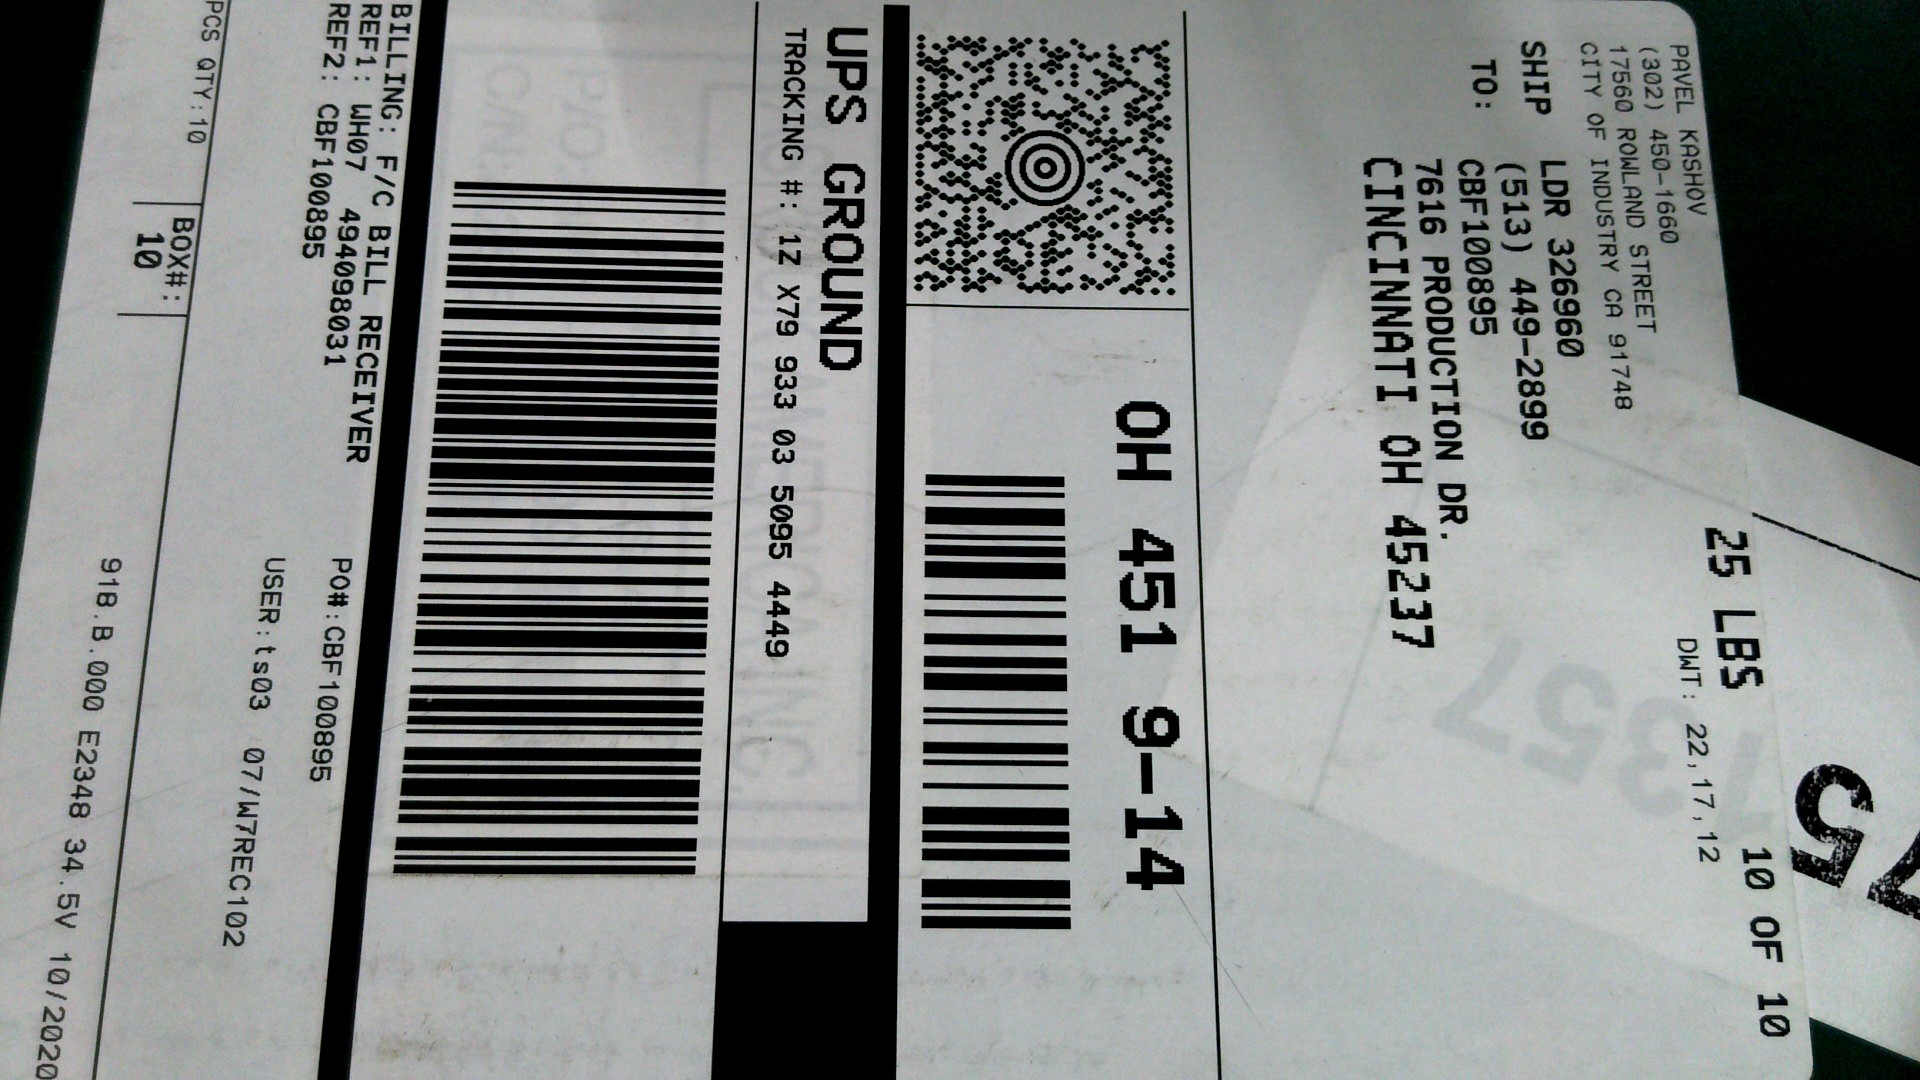 PAVEL KASHOV
(302) 450-1660
17560 ROWLAND STREET
CITY OF INDUSTRY CA 91748
25 LBS
10 OF 10
DWT: 22,17,12
SHIP
TO:
LDR 326960
(513) 449-2899
CBF100895
7616 PRODUCTION DR.
CINCINNATI OH 45237
OH 451 9-14
UPS GROUND
TRACKING #: 1Z X79 933 03 5095 4449
BILLING: F/C BILL RECEIVER
REF1: WH07 4940980031
REF2: CBF100895
PO#:CBF100895
USER:ts03 07/W7REC102
PCS QTY:10
BOX#:
10
918.B.000 E2348 34.5V 10/2020
57